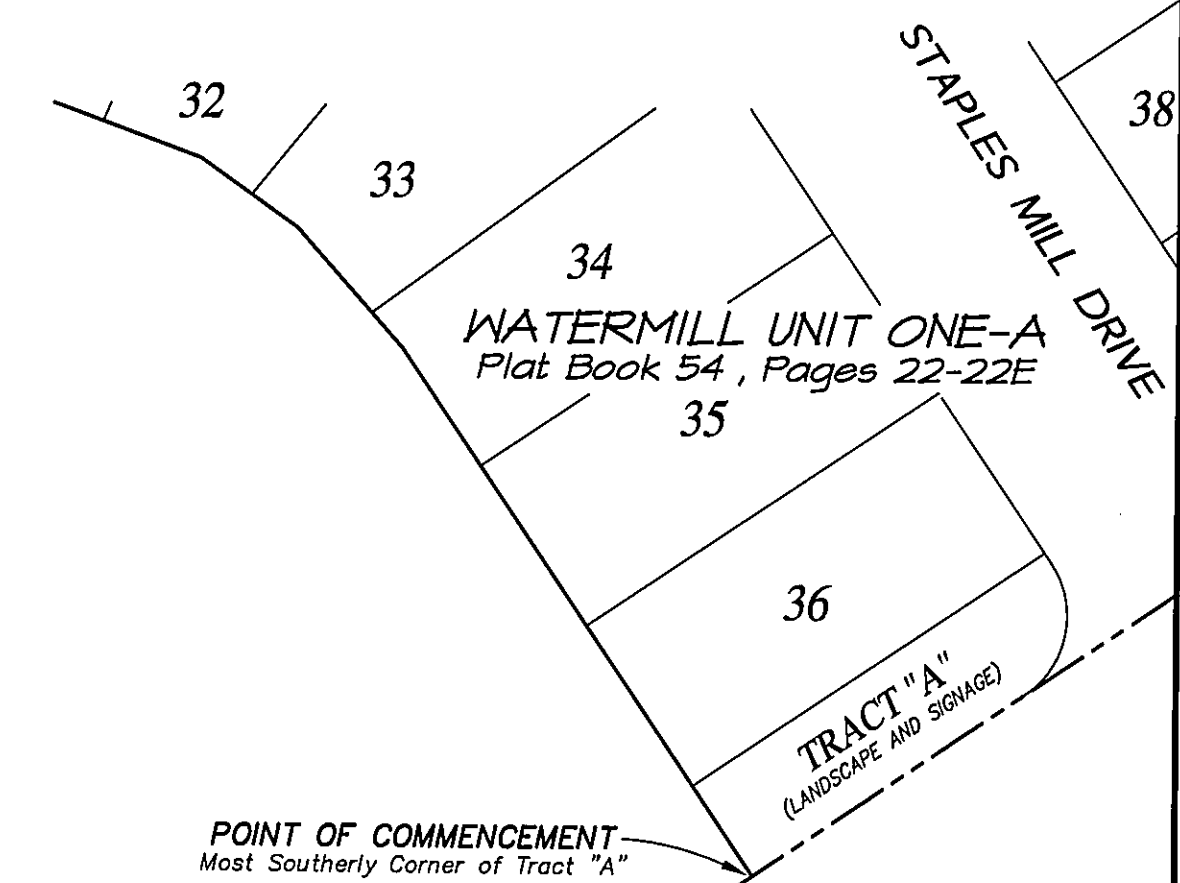 32
33
38
STAPLES MILL DRIVE
34
WATERMILL UNIT ONE-A
Plat Book 54 , Pages 22-22E
35
36
TRACT "A"
(LANDSCAPE AND SIGNAGE)
POINT OF COMMENCEMENT
Most Southerly Corner of Tract "A"